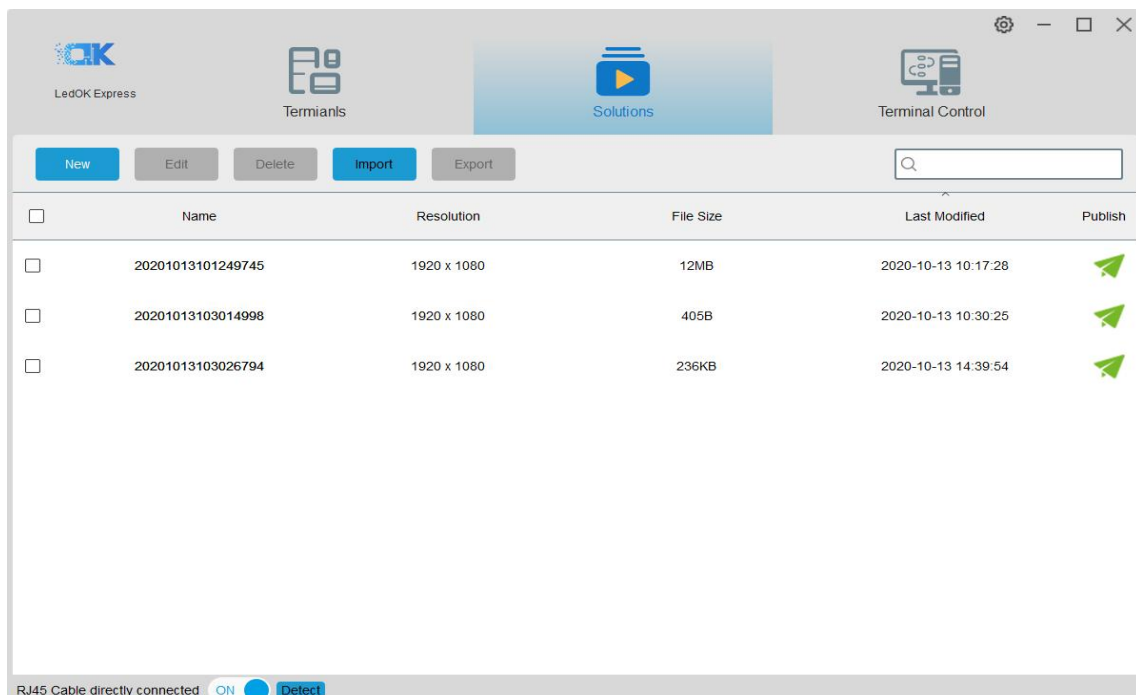 OK
LedOK Express
Termianls
Solutions
Terminal Control
New Edit Delete Import Export
Name Resolution File Size Last Modified Publish
20201013101249745 1920 x 1080 12MB 2020-10-13 10:17:28
20201013103014998 1920 x 1080 405B 2020-10-13 10:30:25
20201013103026794 1920 x 1080 236KB 2020-10-13 14:39:54
RJ45 Cable directly connected ON Detect